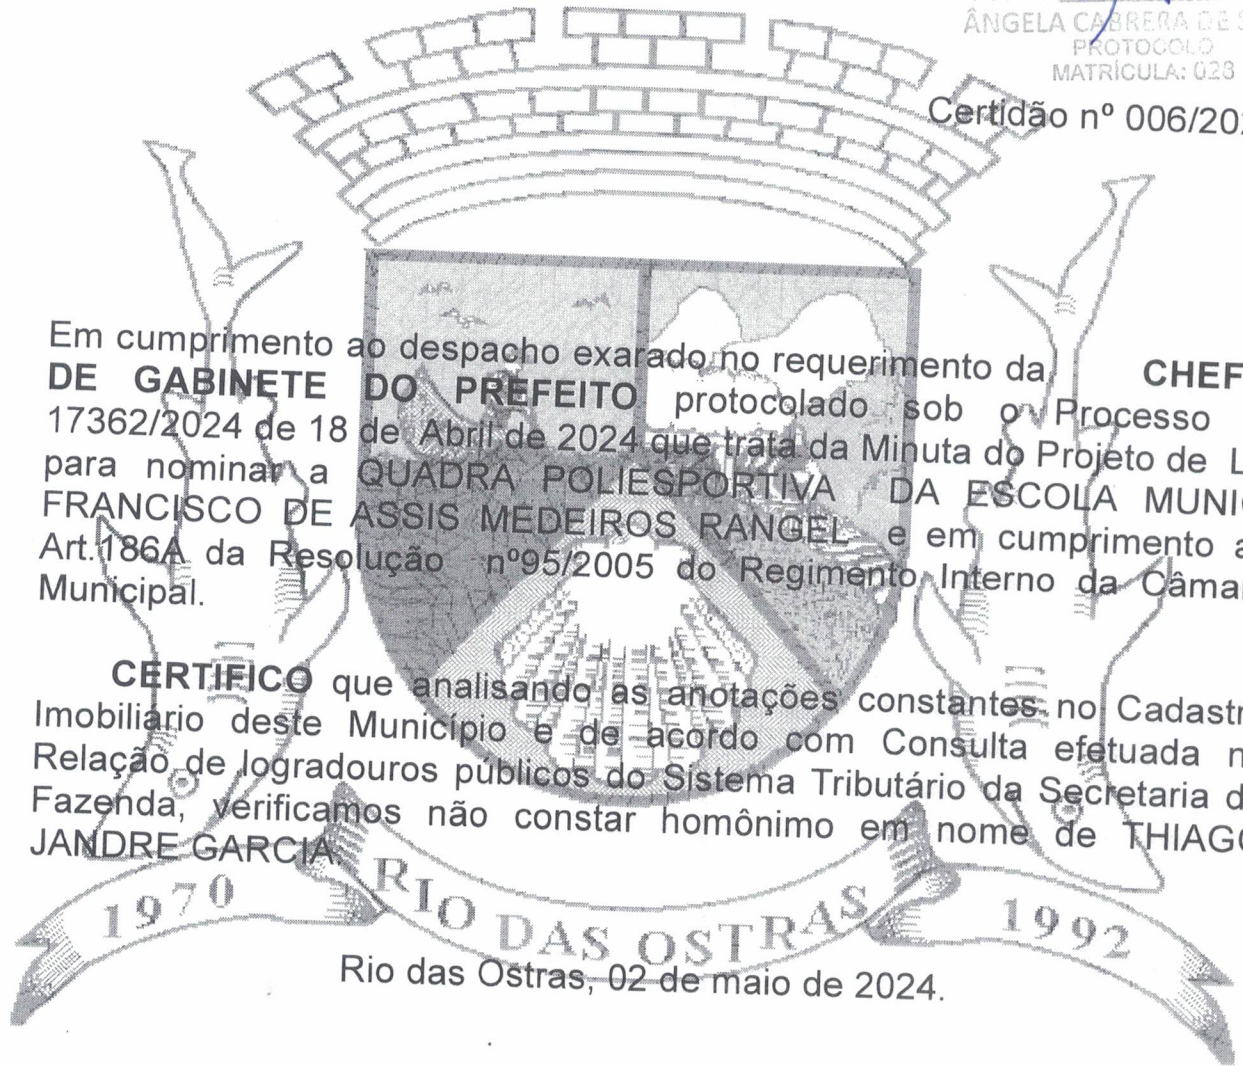 ÂNGELA CABRERA DE S
PROTOCOLO
MATRÍCULA: 023
Certidão nº 006/202
Em cumprimento ao despacho exarado no requerimento da CHEF
DE GABINETE DO PREFEITO protocolado sob o Processo
17362/2024 de 18 de Abril de 2024 que trata da Minuta do Projeto de L
para nominar a QUADRA POLIESPORTIVA DA ESCOLA MUNI
FRANCISCO DE ASSIS MEDEIROS RANGEL e em cumprimento a
Art.186A da Resolução nº95/2005 do Regimento Interno da Câma
Municipal.
CERTIFICO que analisando as anotações constantes no Cadastr
Imobiliário deste Município e de acordo com Consulta efetuada n
Relação de logradouros públicos do Sistema Tributário da Secretaria d
Fazenda, verificamos não constar homônimo em nome de THIAGO
JANDRE GARCIA.
1970 RIO DAS OSTRAS 1992
Rio das Ostras, 02 de maio de 2024.